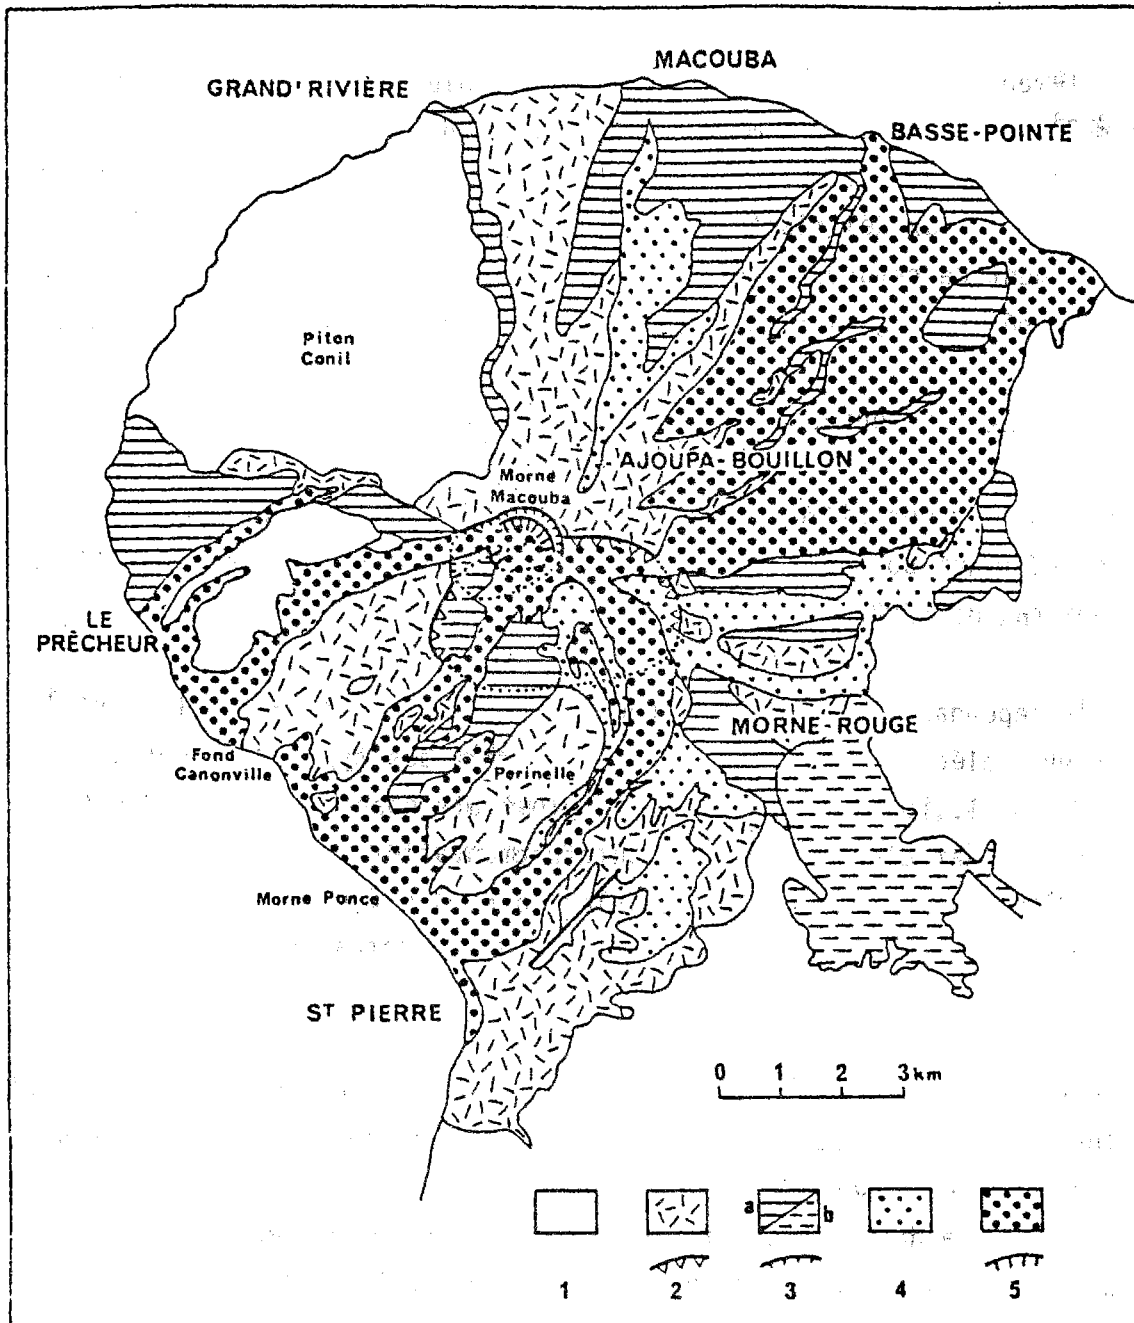 MACOUBA
GRAND'RIVIÈRE
BASSE-POINTE
Piton
Conil
AJOUPA-BOUILLON
Morne
Macouba
LE
PRÊCHEUR
MORNE-ROUGE
Fond
Canonville
Perinelle
Morne Ponce
ST PIERRE
0 1 2 3 km
a b
1 2 3 4 5